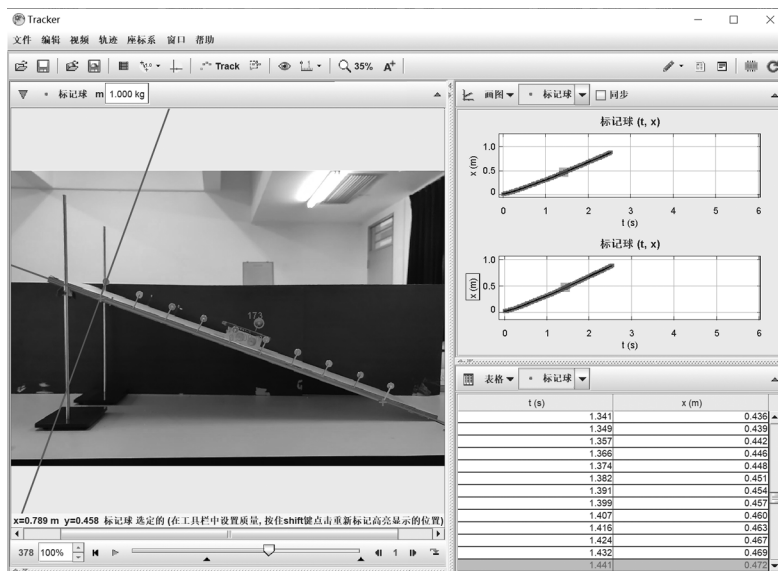 Tracker
文件 编辑 视频 轨迹 座标系 窗口 帮助
Track 35% A+
标记球 m 1.000 kg
画图 标记球 同步
标记球 (t, x)
x (m)
1.0
0.5
0
0 1 2 3 4 5 6
t (s)
标记球 (t, x)
x (m)
1.0
0.5
0
0 1 2 3 4 5 6
t (s)
173
表格 标记球
t (s) x (m)
1.341 0.436
1.349 0.439
1.357 0.442
1.366 0.446
1.374 0.448
1.382 0.451
1.391 0.454
1.399 0.457
1.407 0.460
1.416 0.463
1.424 0.467
1.432 0.469
1.441 0.472
x=0.789 m y=0.458 标记球 选定的 (在工具栏中设置质量, 按住shift键点击重新标记高亮显示的位置)
378 100% 1